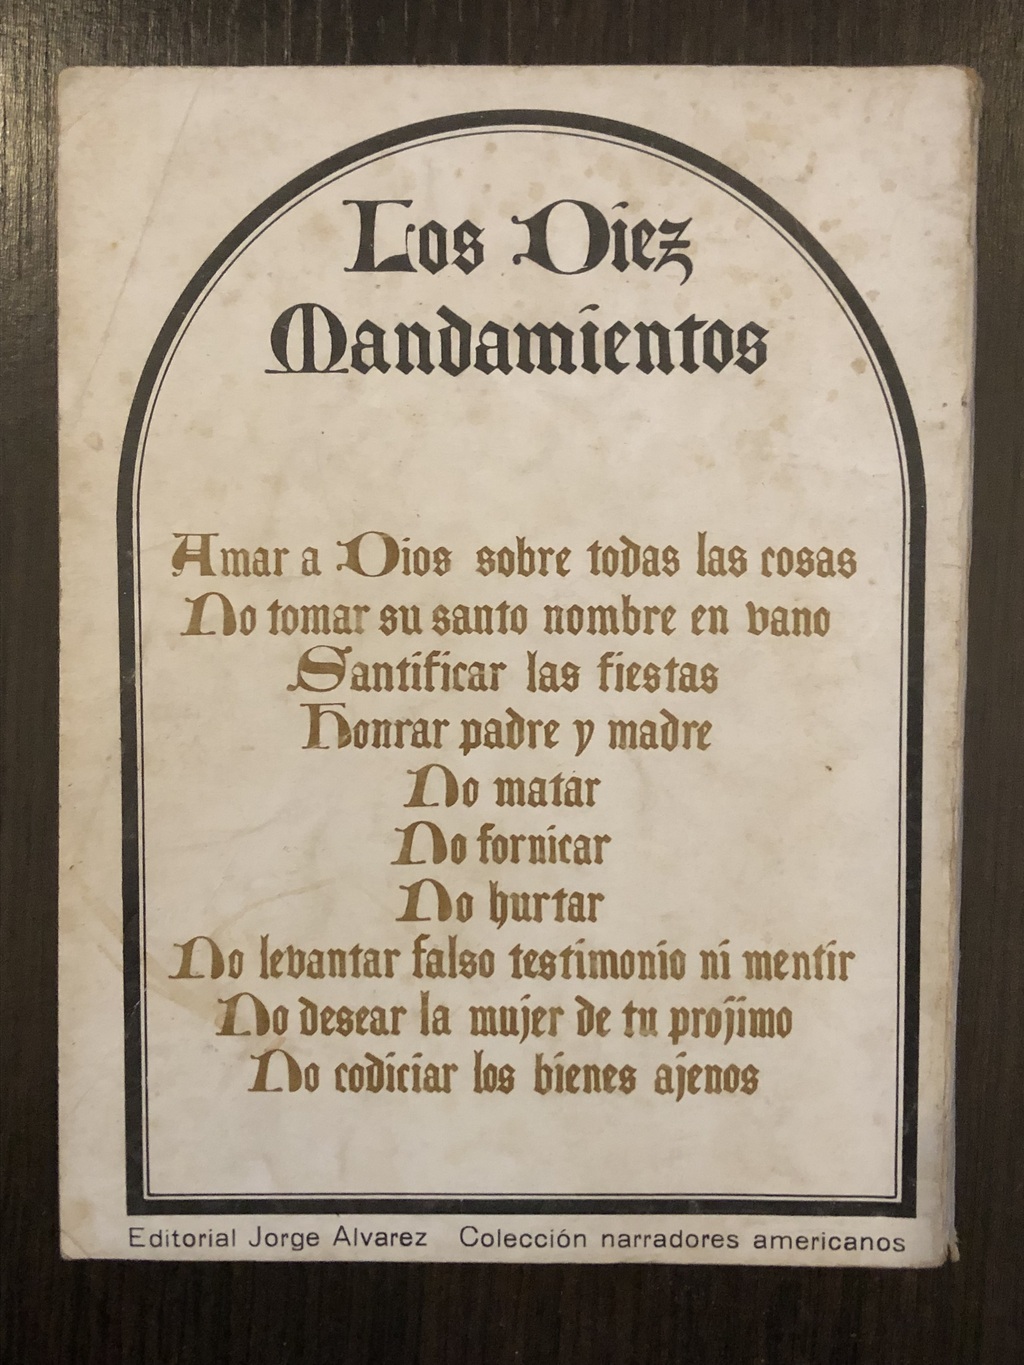 Los Diez
Mandamientos
Amar a Dios sobre todas las cosas
No tomar su santo nombre en vano
Santificar las fiestas
Honrar padre y madre
No matar
No fornicar
No hurtar
No levantar falso testimonio ni mentir
No desear la mujer de tu projimo
No codiciar los bienes ajenos
Editorial Jorge Alvarez Colección narradores americanos